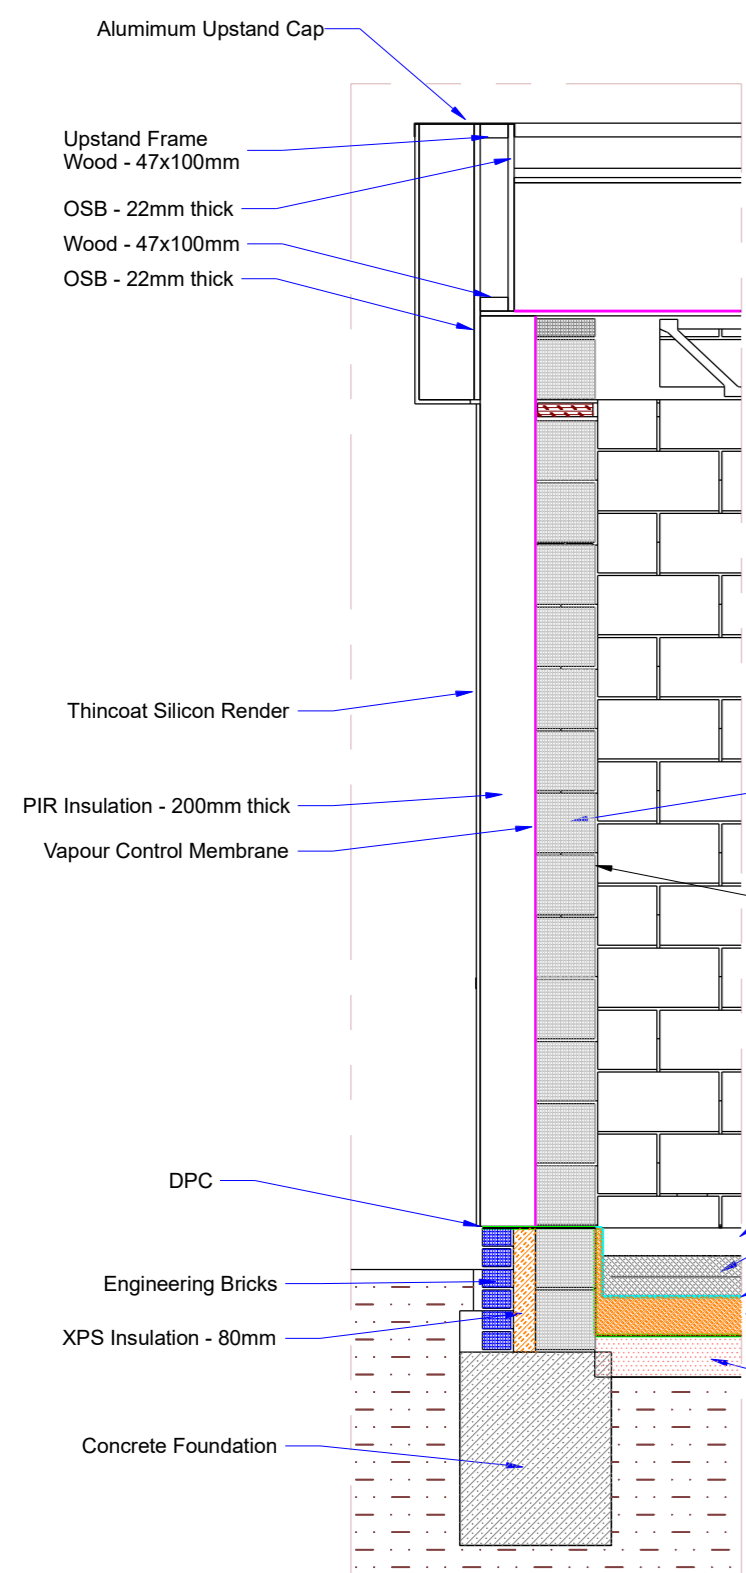 Alumimum Upstand Cap
Upstand Frame
Wood - 47x100mm
OSB - 22mm thick
Wood - 47x100mm
OSB - 22mm thick
Thincoat Silicon Render
PIR Insulation - 200mm thick
Vapour Control Membrane
DPC
Engineering Bricks
XPS Insulation - 80mm
Concrete Foundation